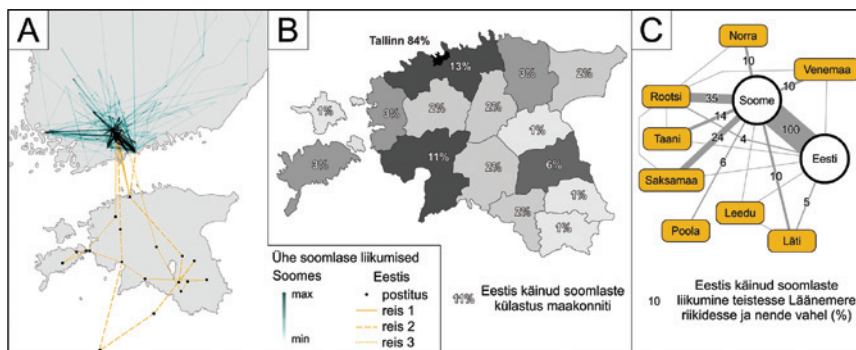 A
Ühe soomlase liikumised
Soomes
Eestis
max
min
postitus
reis 1
reis 2
reis 3
B
Tallinn 84%
13%
3%
2%
1%
3%
2%
2%
1%
3%
11%
2%
6%
1%
2%
1%
11%
Eestis käinud soomlaste
külastus maakonniti
C
Norra
Venemaa
Rootsi
Soome
Taani
Saksamaa
Eesti
Poola
Leedu
Läti
10
10
35
14
24
100
4
6
10
5
10
Eestis käinud soomlaste
liikumine teistesse Läänemere
riikidesse ja nende vahel (%)